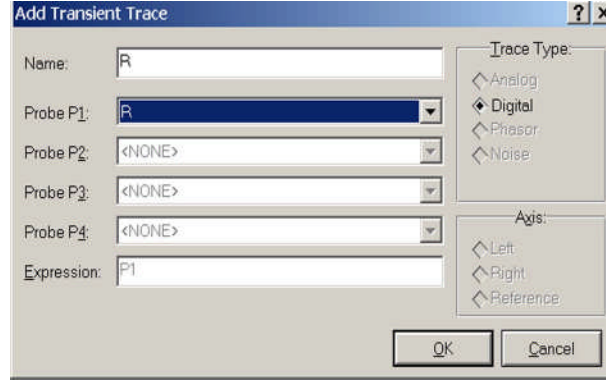 Add Transient Trace
Name: R
Probe P1: R
Probe P2: <NONE>
Probe P3: <NONE>
Probe P4: <NONE>
Expression: P1
Trace Type:
Analog
Digital
Phasor
Noise
Axis:
Left
Right
Reference
OK Cancel